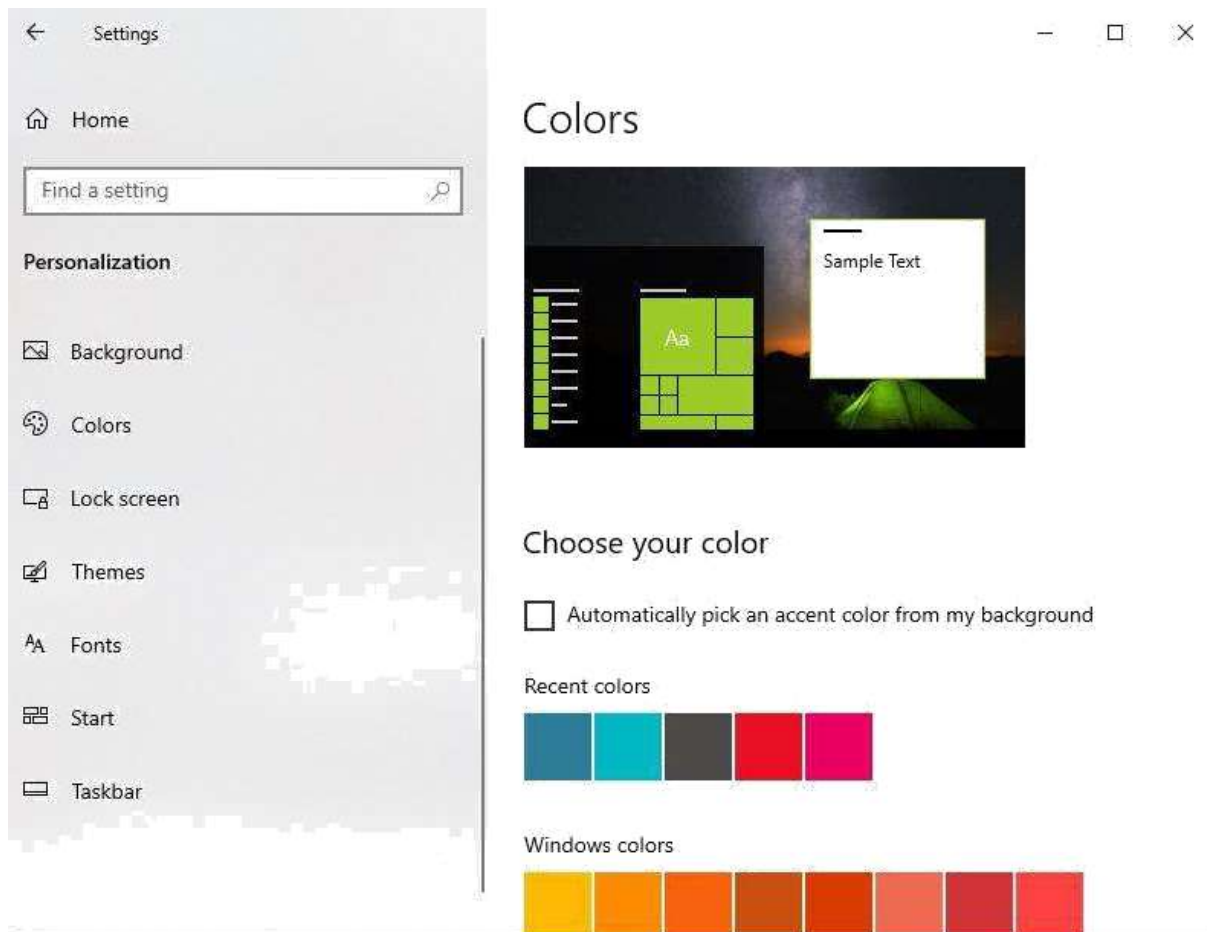 Settings
Home
Find a setting
Personalization
Background
Colors
Lock screen
Themes
Fonts
Start
Taskbar
Colors
Sample Text
Aa
Choose your color
Automatically pick an accent color from my background
Recent colors
Windows colors